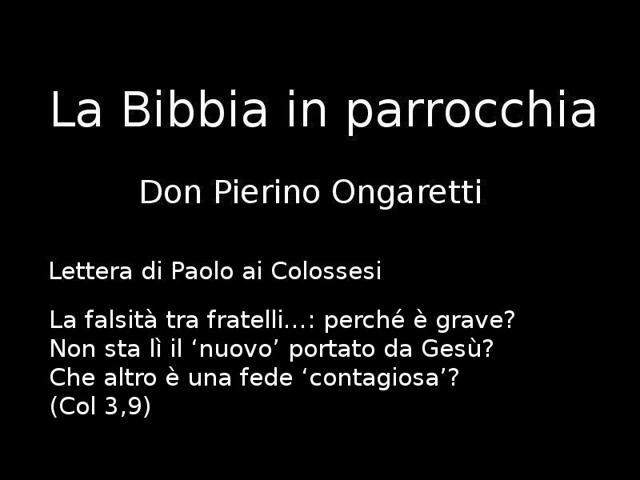 La Bibbia in parrocchia
Don Pierino Ongaretti
Lettera di Paolo ai Colossesi
La falsità tra fratelli...: perché è grave?
Non sta lì il ‘nuovo’ portato da Gesù?
Che altro è una fede ‘contagiosa’?
(Col 3,9)